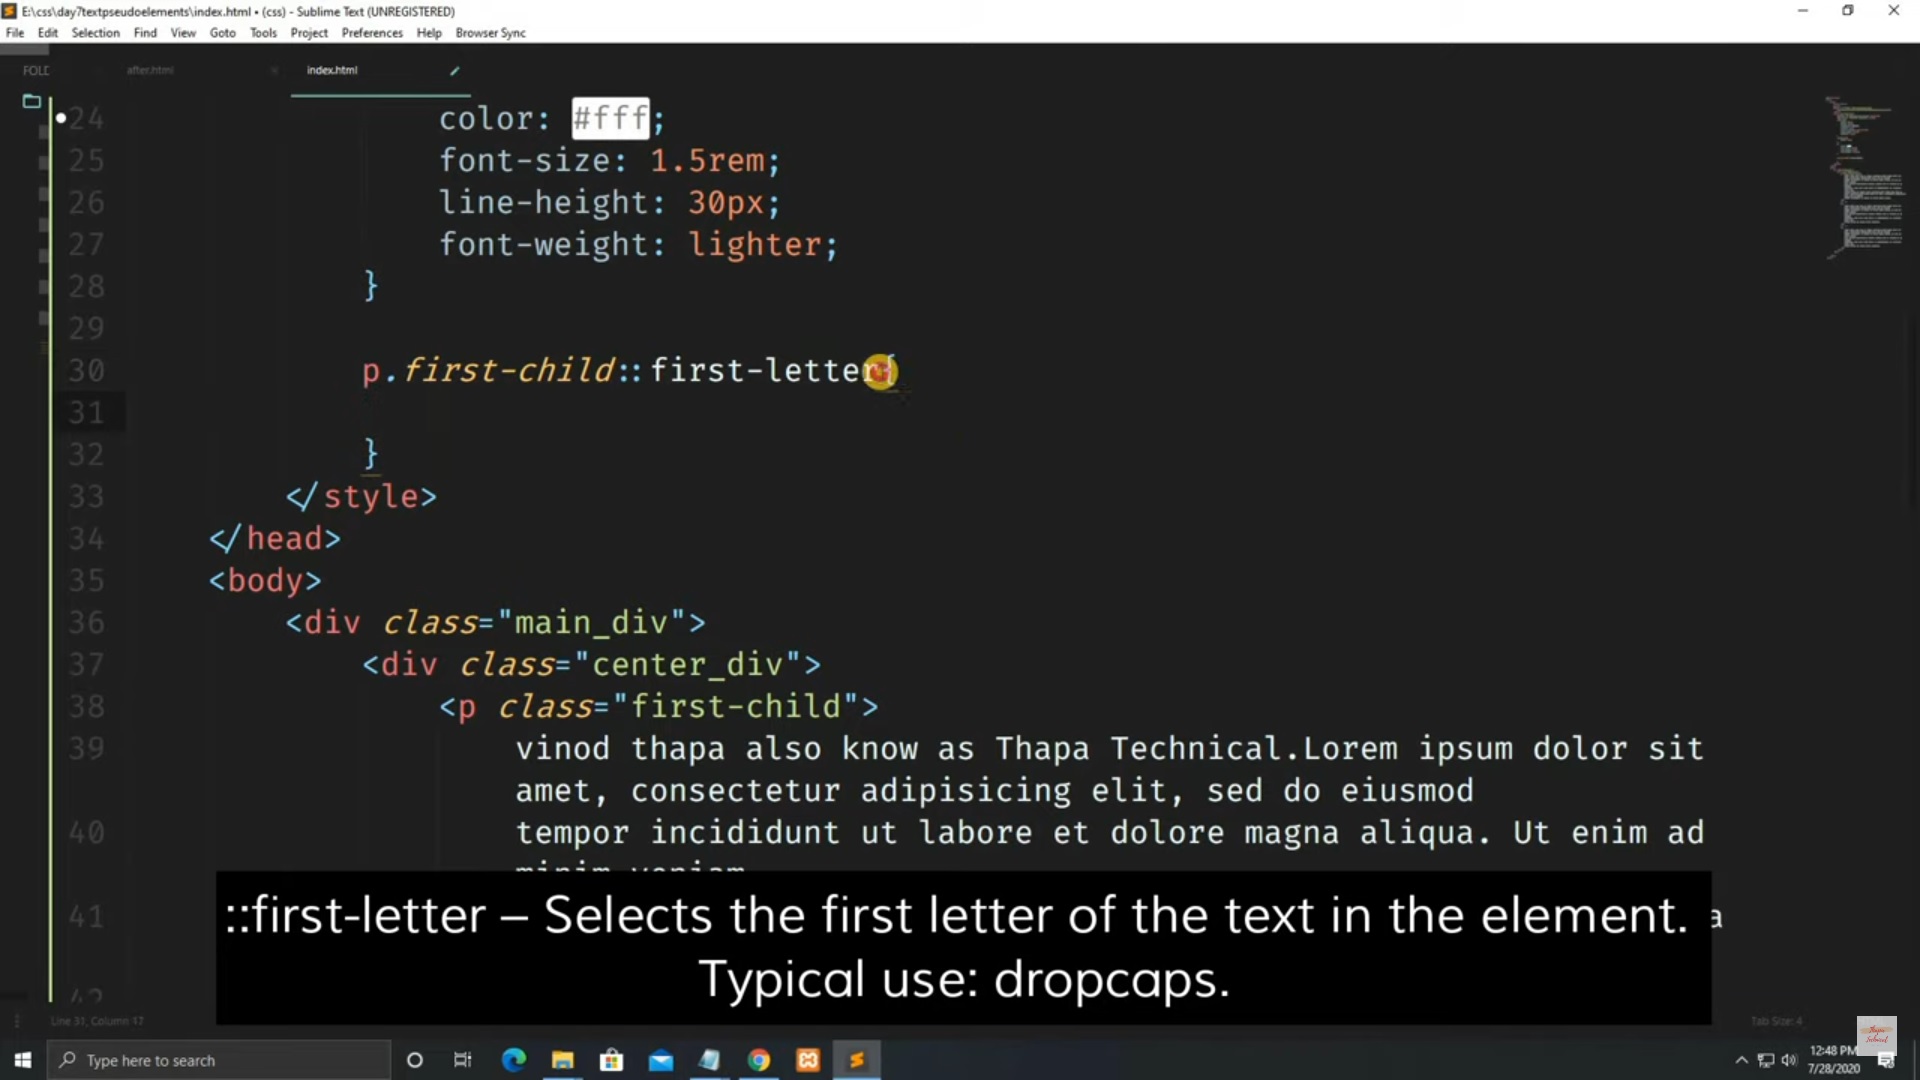 E:\css\day7textpseudoelements\index.html • (css) - Sublime Text (UNREGISTERED)
File Edit Selection Find View Goto Tools Project Preferences Help Browser Sync
FOLD after.html index.html
24 color: #fff;
25 font-size: 1.5rem;
26 line-height: 30px;
27 font-weight: lighter;
28 }
29
30 p.first-child::first-letter{
31
32 }
33 </style>
34 </head>
35 <body>
36 <div class="main_div">
37 <div class="center_div">
38 <p class="first-child">
39 vinod thapa also know as Thapa Technical.Lorem ipsum dolor sit
amet, consectetur adipisicing elit, sed do eiusmod
40 tempor incididunt ut labore et dolore magna aliqua. Ut enim ad
minim veniam
41 a
::first-letter – Selects the first letter of the text in the element.
Typical use: dropcaps.
42
Line 31, Column 17 Tab Size: 4
Type here to search
12:48 PM
7/28/2020
Thapa
Technical